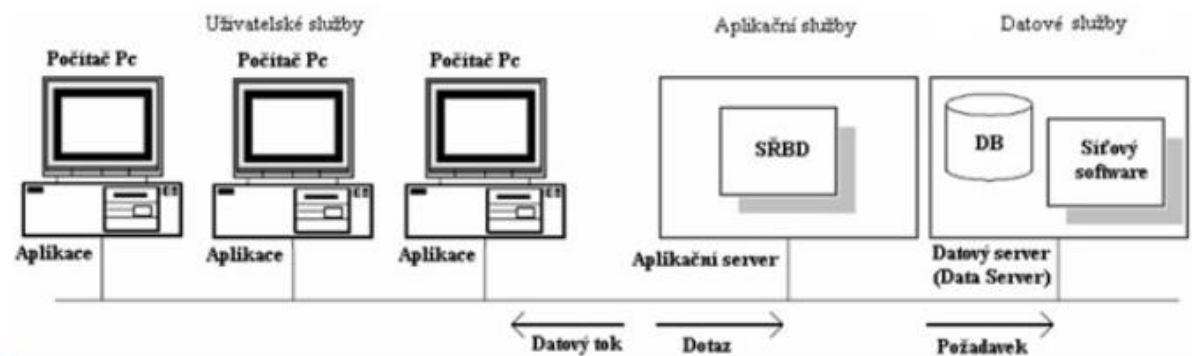 Uživatelské služby
Aplikační služby
Datové služby
Počítač Pc
Počítač Pc
Počítač Pc
SŘBD
DB
Síťový
software
Aplikace
Aplikace
Aplikace
Aplikační server
Datový server
(Data Server)
Datový tok
Dotaz
Požadavek